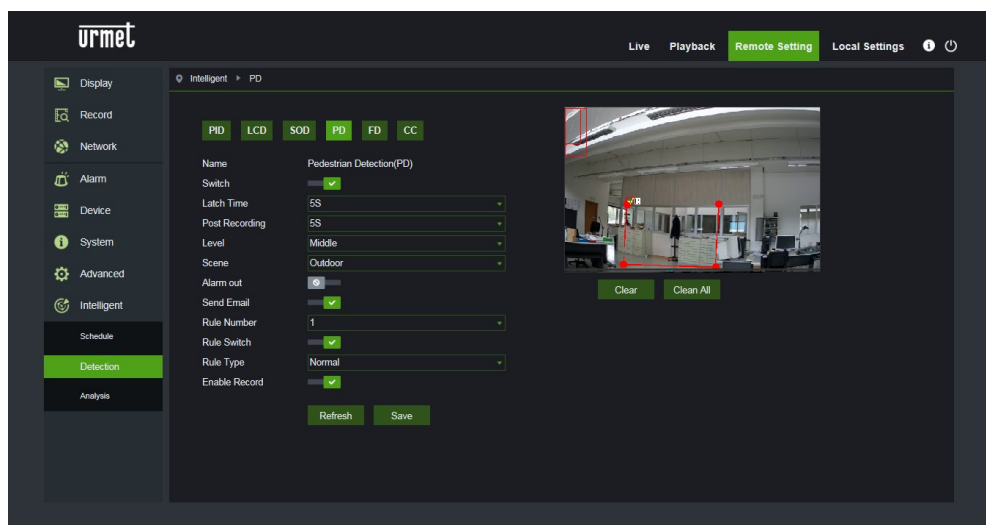 urmet
Live Playback Remote Setting Local Settings
Display
Record
Network
Alarm
Device
System
Advanced
Intelligent
Schedule
Detection
Analysis
Intelligent PD
PID LCD SOD PD FD CC
Name Pedestrian Detection(PD)
Switch
Latch Time 5S
Post Recording 5S
Level Middle
Scene Outdoor
Alarm out
Send Email
Rule Number 1
Rule Switch
Rule Type Normal
Enable Record
Refresh Save
Clear Clean All